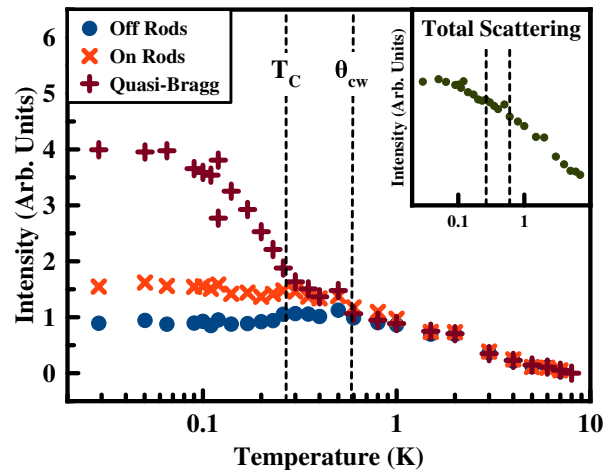 Off Rods
On Rods
Quasi-Bragg
T_C
θ_cw
Total Scattering
Intensity (Arb. Units)
0.1
1
6
5
4
3
2
1
0
Intensity (Arb. Units)
0.1
1
10
Temperature (K)